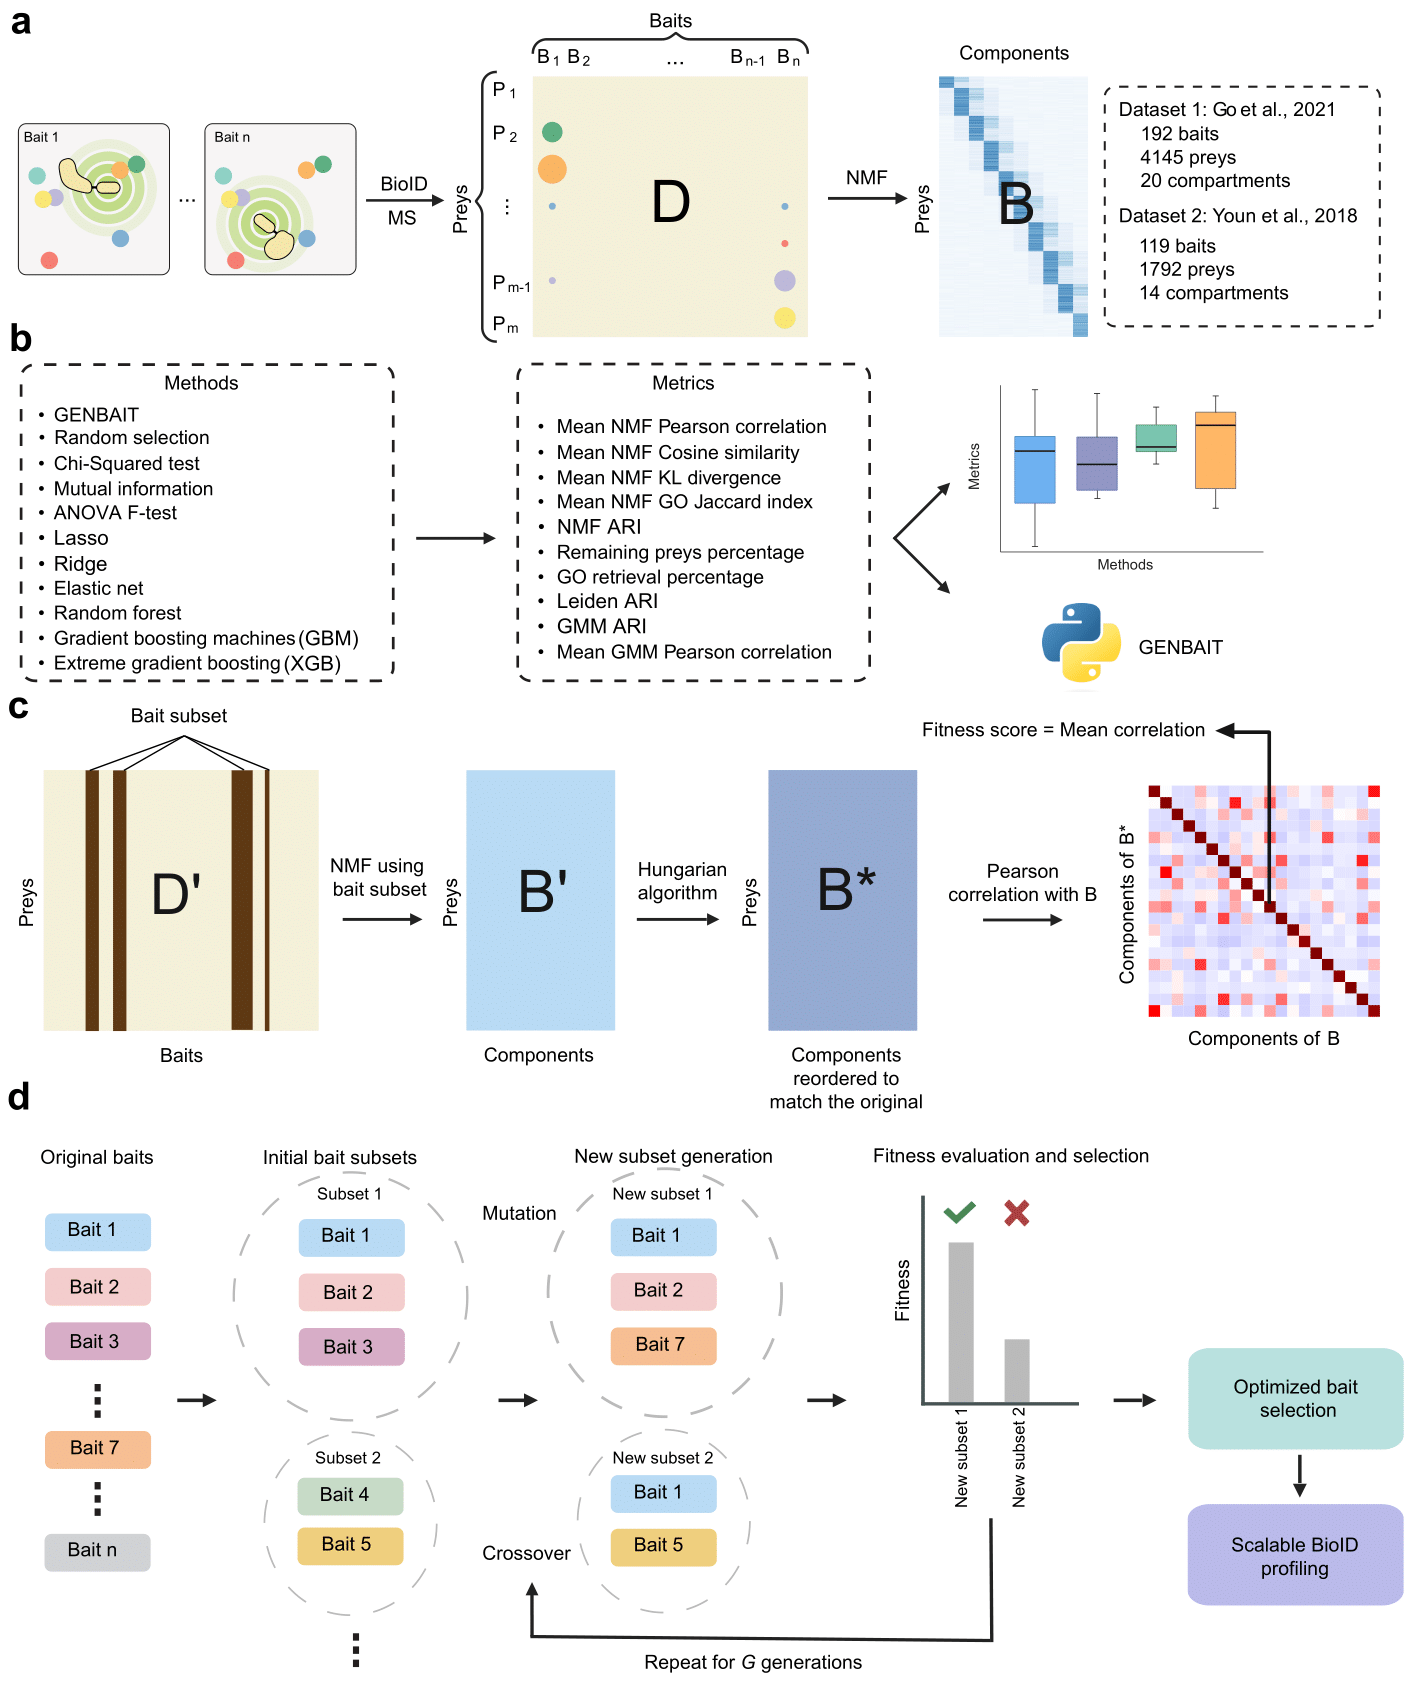 a
Baits
B1 B2 ... Bn-1 Bn
Components
Bait 1
...
Bait n
BioID
MS
Preys
P1
P2
...
Pm-1
Pm
D
NMF
Preys
B
Dataset 1: Go et al., 2021
192 baits
4145 preys
20 compartments
Dataset 2: Youn et al., 2018
119 baits
1792 preys
14 compartments
b
Methods
• GENBAIT
• Random selection
• Chi-Squared test
• Mutual information
• ANOVA F-test
• Lasso
• Ridge
• Elastic net
• Random forest
• Gradient boosting machines (GBM)
• Extreme gradient boosting (XGB)
Metrics
• Mean NMF Pearson correlation
• Mean NMF Cosine similarity
• Mean NMF KL divergence
• Mean NMF GO Jaccard index
• NMF ARI
• Remaining preys percentage
• GO retrieval percentage
• Leiden ARI
• GMM ARI
• Mean GMM Pearson correlation
Metrics
Methods
GENBAIT
c
Bait subset
Preys
D'
Baits
NMF using
bait subset
Preys
B'
Components
Hungarian
algorithm
Preys
B*
Components
reordered to
match the original
Pearson
correlation with B
Fitness score = Mean correlation
Components of B*
Components of B
d
Original baits
Bait 1
Bait 2
Bait 3
Bait 7
Bait n
Initial bait subsets
Subset 1
Bait 1
Bait 2
Bait 3
Subset 2
Bait 4
Bait 5
Mutation
Crossover
New subset generation
New subset 1
Bait 1
Bait 2
Bait 7
New subset 2
Bait 1
Bait 5
Fitness evaluation and selection
Fitness
New subset 1
New subset 2
Repeat for G generations
Optimized bait
selection
Scalable BioID
profiling